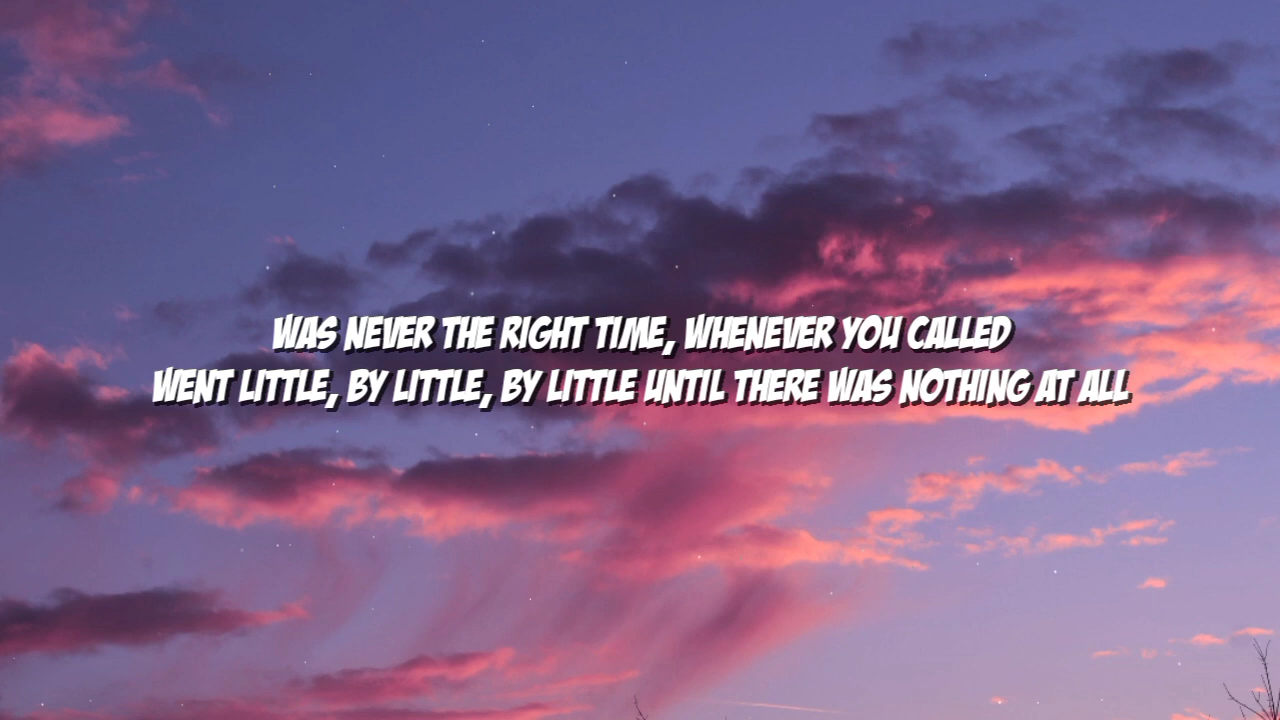 WAS NEVER THE RIGHT TIME, WHENEVER YOU CALLED
WENT LITTLE, BY LITTLE, BY LITTLE UNTIL THERE WAS NOTHING AT ALL